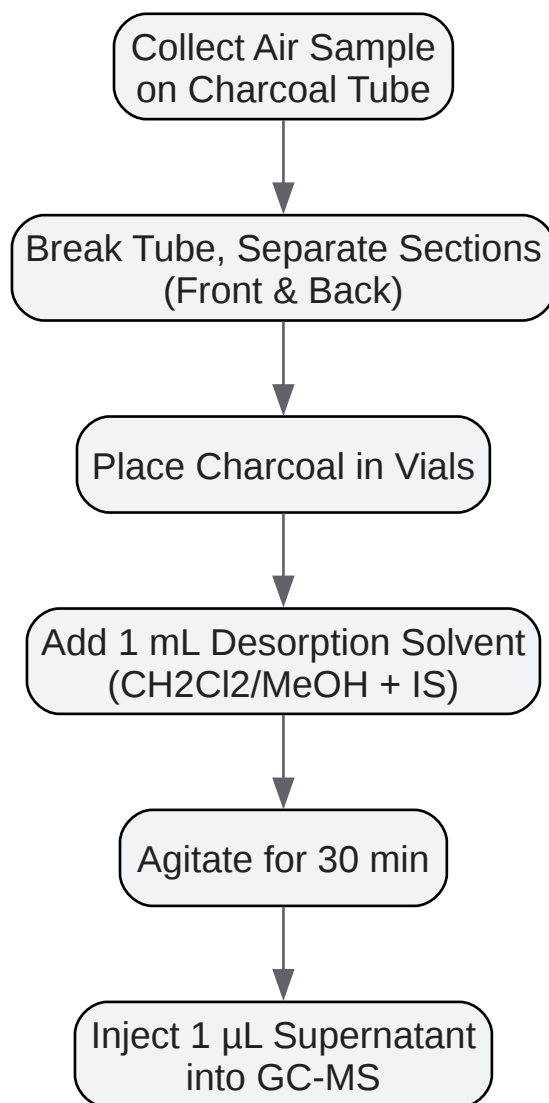 Collect Air Sample
on Charcoal Tube
Break Tube, Separate Sections
(Front & Back)
Place Charcoal in Vials
Add 1 mL Desorption Solvent
(CH2Cl2/MeOH + IS)
Agitate for 30 min
Inject 1 µL Supernatant
into GC-MS